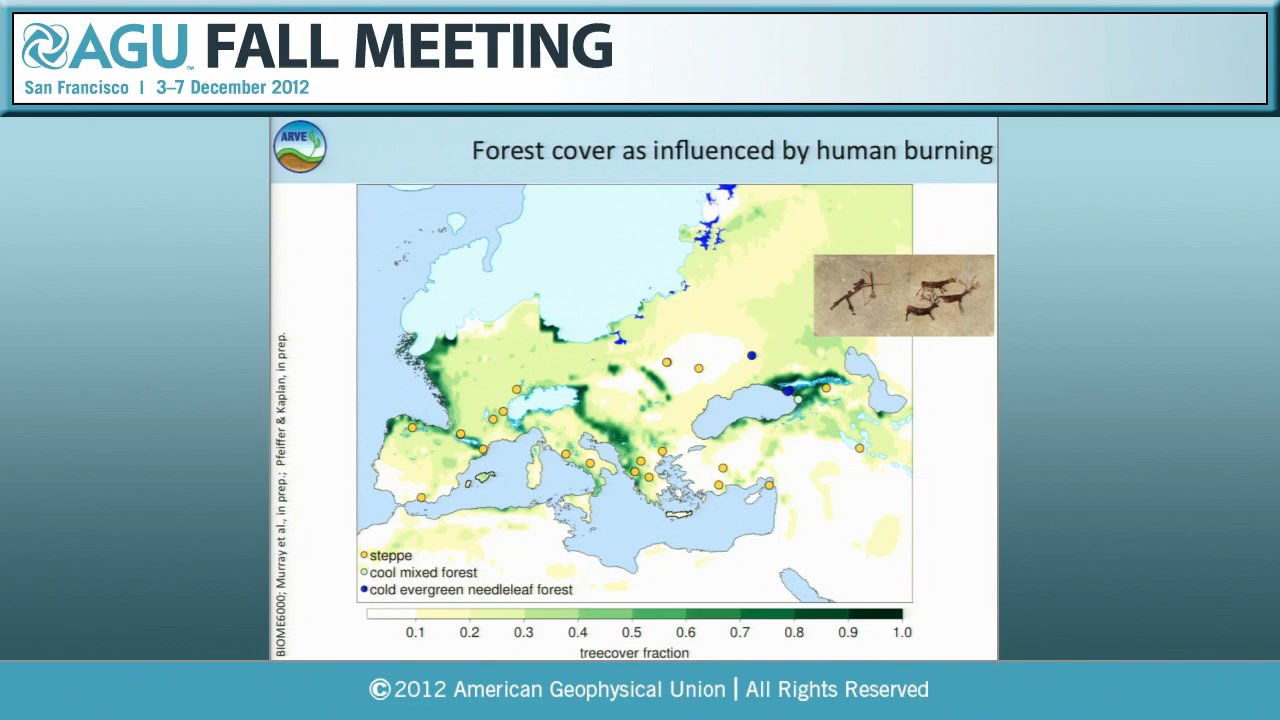 AGU™ FALL MEETING
San Francisco | 3–7 December 2012
ARVE
Forest cover as influenced by human burning
BIOME6000; Murray et al., in prep.; Pfeiffer & Kaplan, in prep.
steppe
cool mixed forest
cold evergreen needleleaf forest
0.1 0.2 0.3 0.4 0.5 0.6 0.7 0.8 0.9 1.0
treecover fraction
©2012 American Geophysical Union | All Rights Reserved